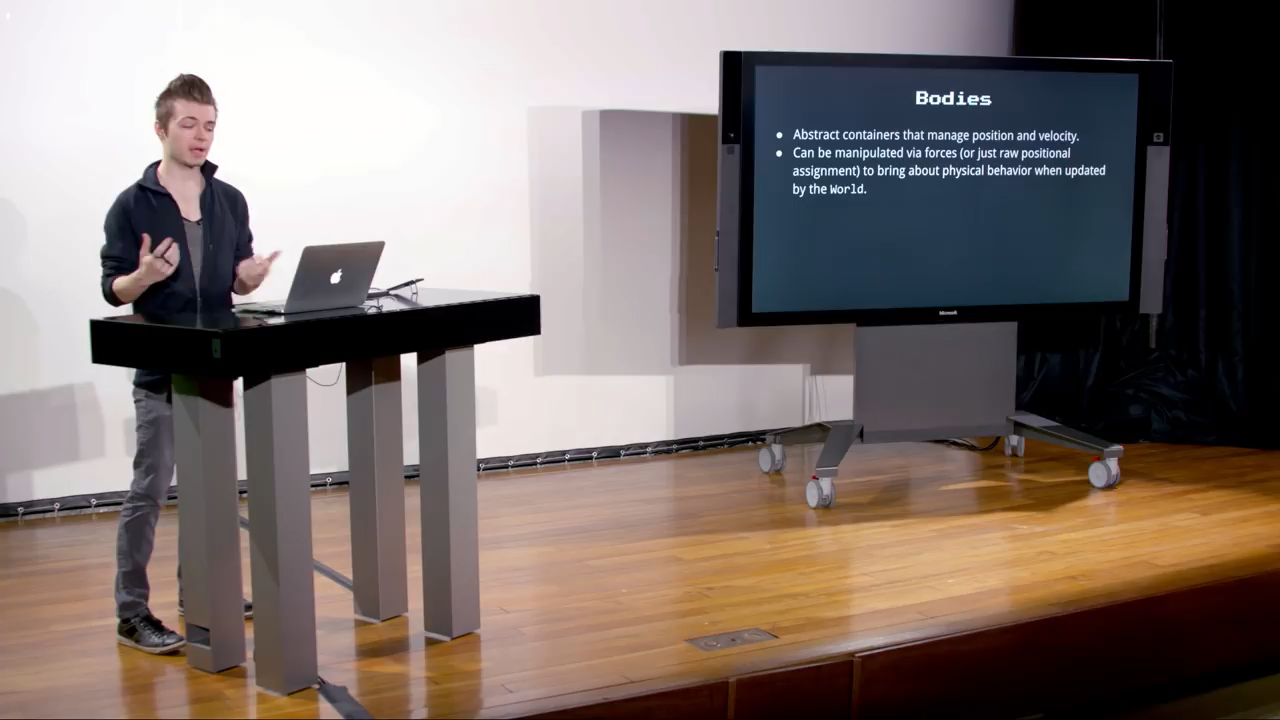 Bodies
● Abstract containers that manage position and velocity.
● Can be manipulated via forces (or just raw positional
assignment) to bring about physical behavior when updated
by the World.
Microsoft